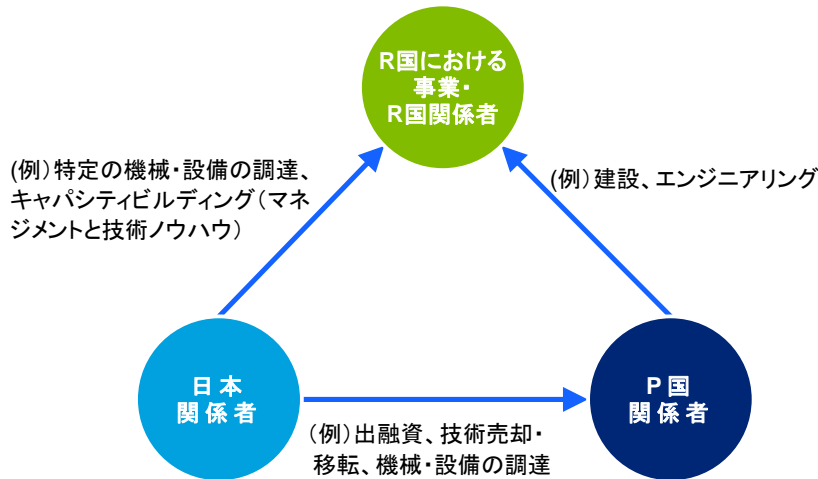 R国における
事業・
R国関係者
(例)特定の機械・設備の調達、
キャパシティビルディング(マネ
ジメントと技術ノウハウ)
(例)建設、エンジニアリング
日本
関係者
P国
関係者
(例)出融資、技術売却・
移転、機械・設備の調達